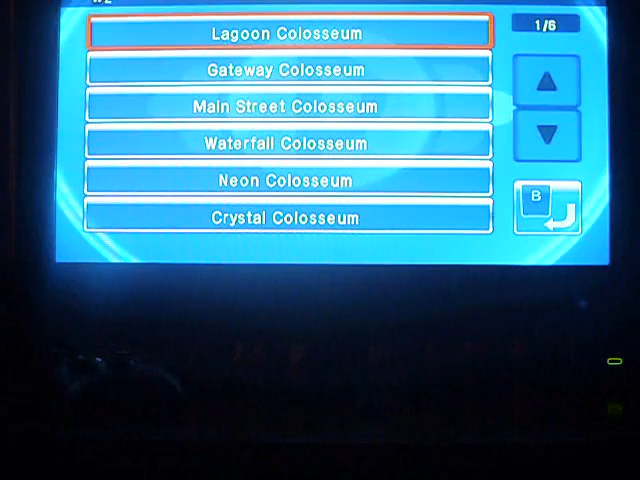 Lagoon Colosseum
1/6
Gateway Colosseum
Main Street Colosseum
Waterfall Colosseum
Neon Colosseum
B
Crystal Colosseum